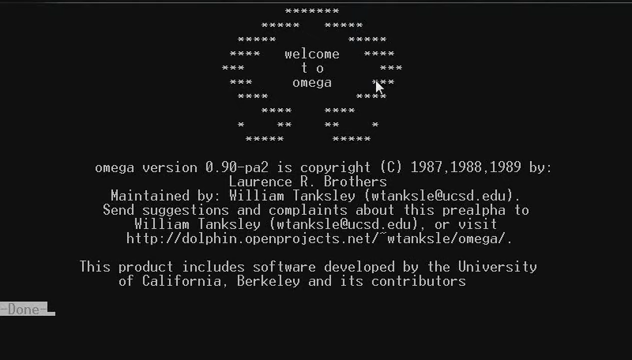 *******
***** *****
***** *****
**** welcome ****
*** t o ***
*** omega ***
**** ****
**** ****
* ** ** *
***** *****
omega version 0.90-pa2 is copyright (C) 1987,1988,1989 by:
Laurence R. Brothers
Maintained by: William Tanksley (wtanksle@ucsd.edu).
Send suggestions and complaints about this prealpha to
William Tanksley (wtanksle@ucsd.edu), or visit
http://dolphin.openprojects.net/~wtanksle/omega/.
This product includes software developed by the University
of California, Berkeley and its contributors
-Done-